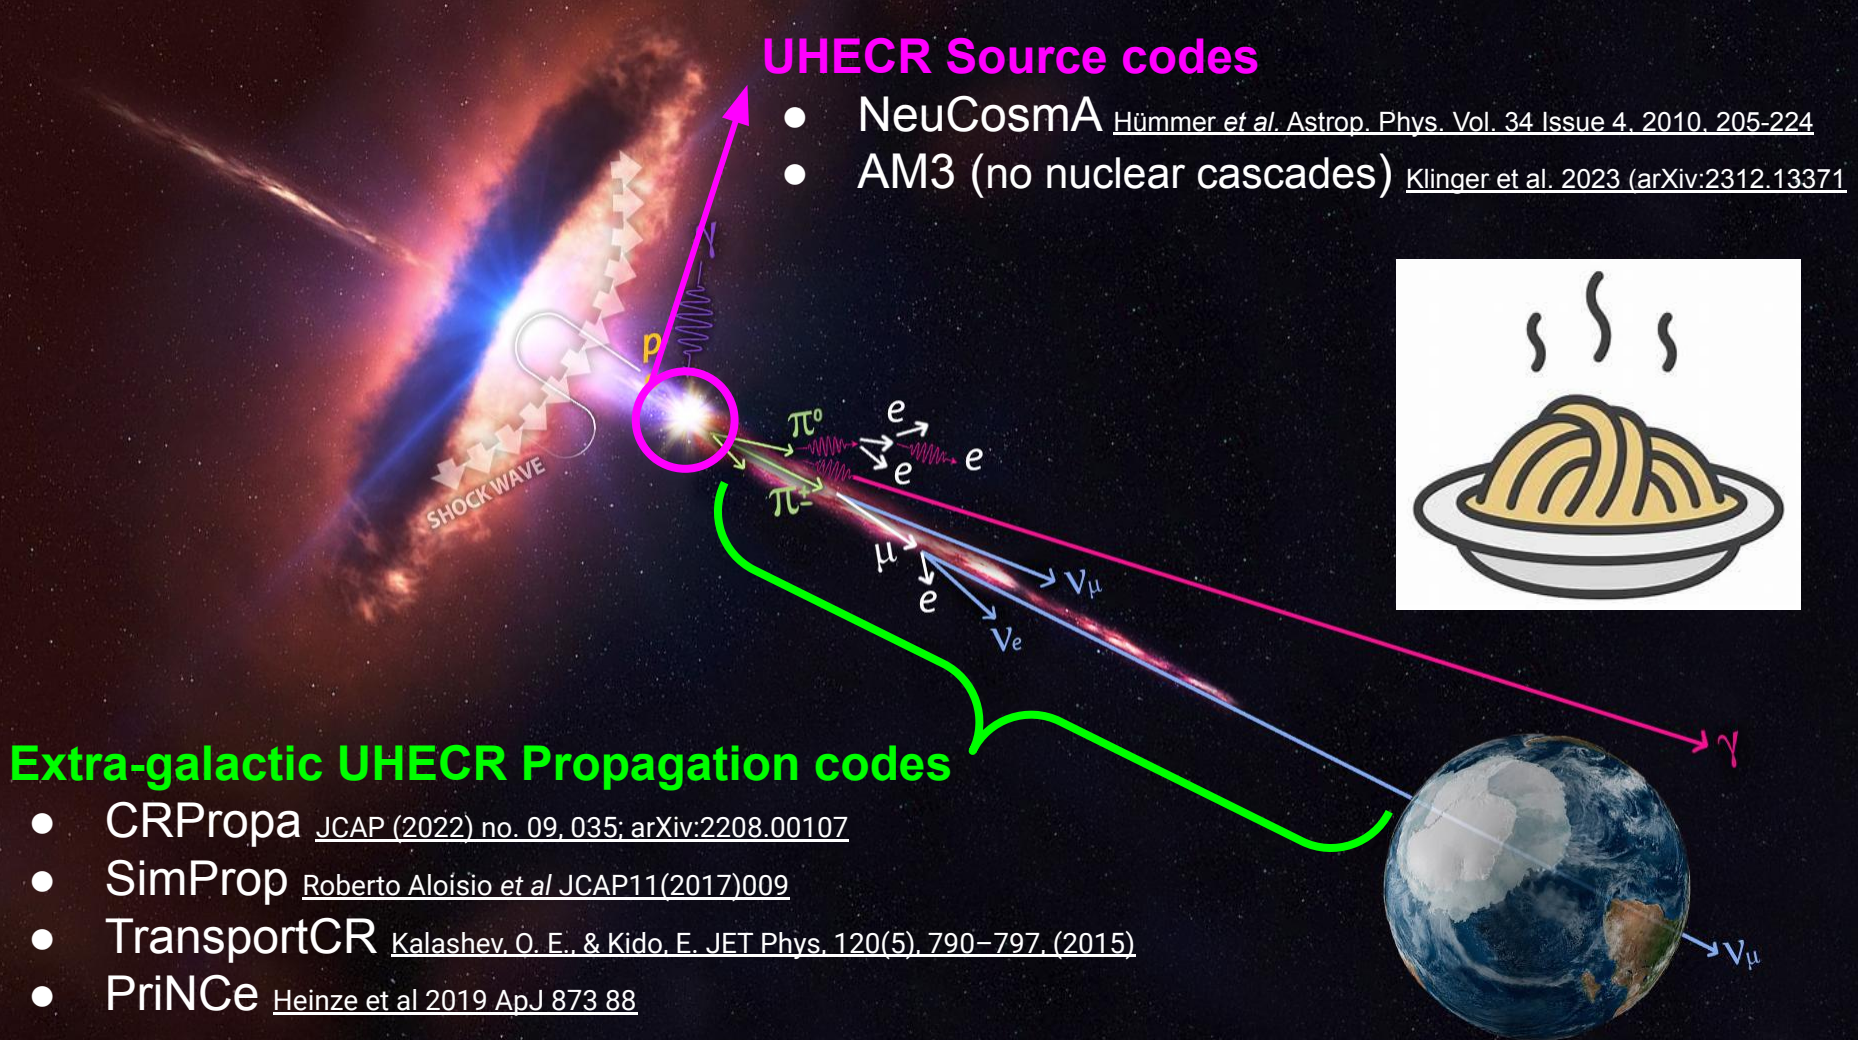 UHECR Source codes
● NeuCosmA Hümmer et al. Astrop. Phys. Vol. 34 Issue 4, 2010, 205-224
● AM3 (no nuclear cascades) Klinger et al. 2023 (arXiv:2312.13371
γ
p
π⁰
e
e
e
π±
SHOCK WAVE
μ
e
νμ
νe
γ
νμ
Extra-galactic UHECR Propagation codes
● CRPropa JCAP (2022) no. 09, 035; arXiv:2208.00107
● SimProp Roberto Aloisio et al JCAP11(2017)009
● TransportCR Kalashev, O. E., & Kido, E. JET Phys, 120(5), 790–797, (2015)
● PriNCe Heinze et al 2019 ApJ 873 88